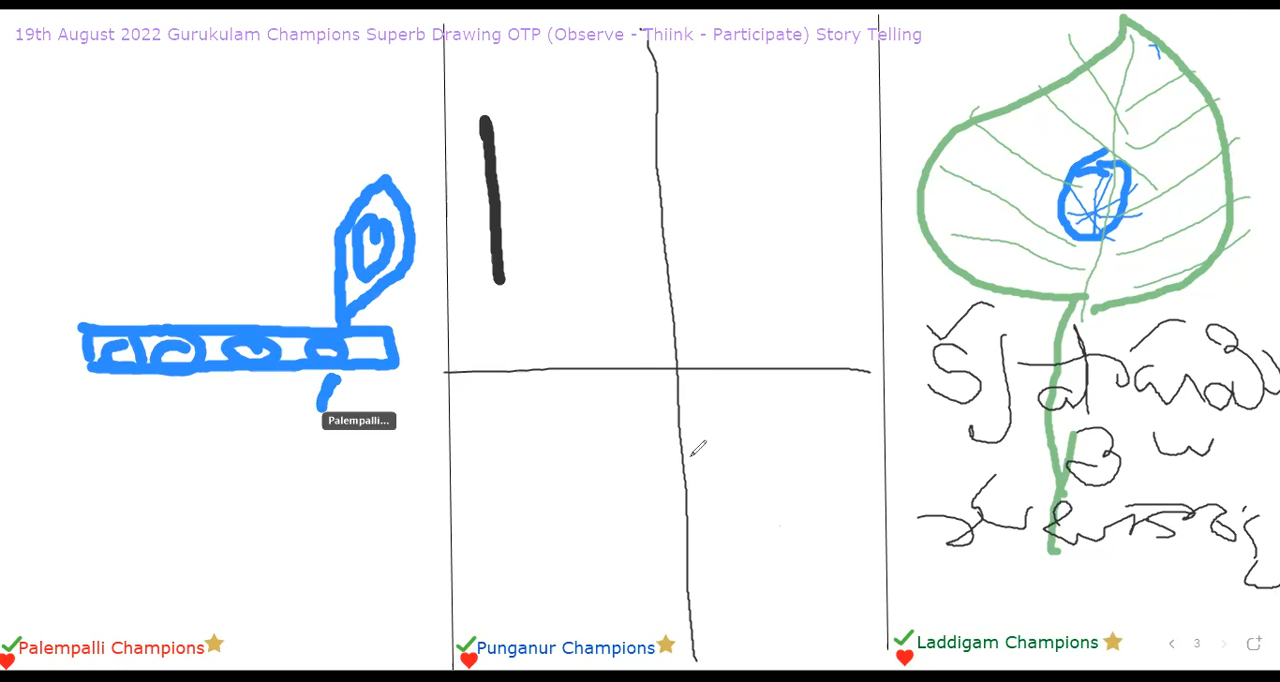 19th August 2022 Gurukulam Champions Superb Drawing OTP (Observe - Thiink - Participate) Story Telling
Palempalli...
Palempalli Champions
Punganur Champions
Laddigam Champions
3